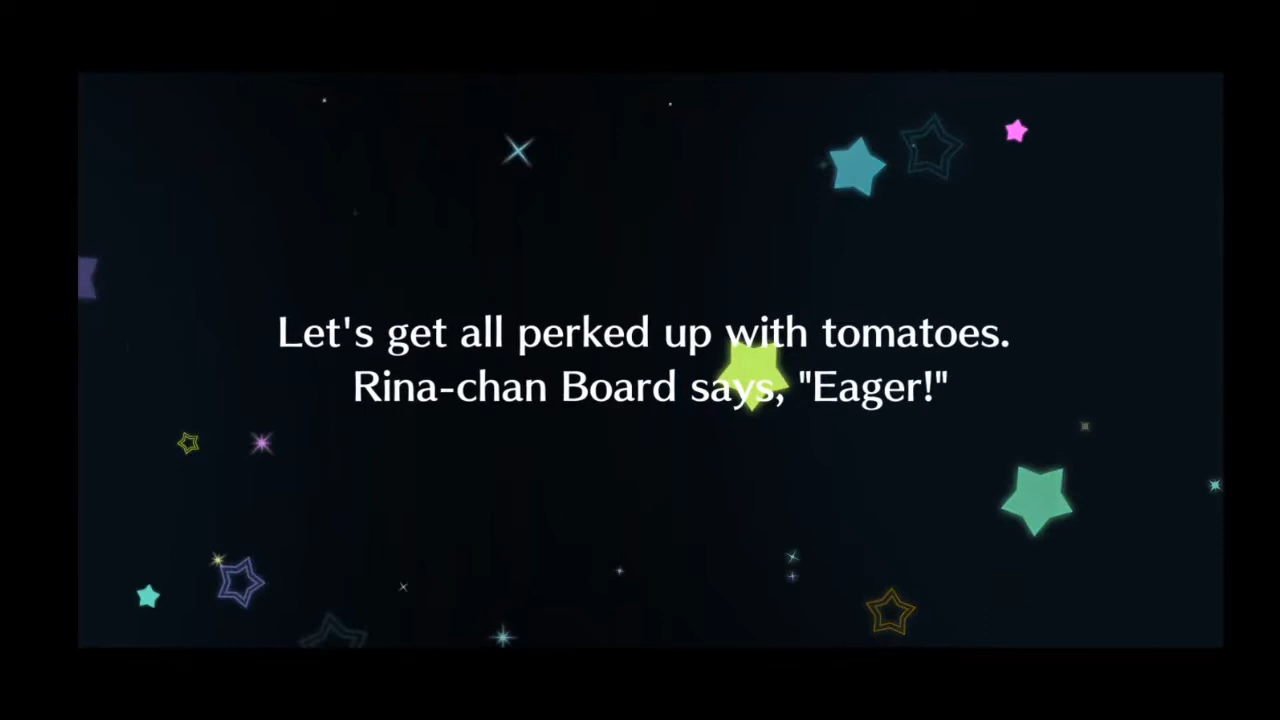 Let's get all perked up with tomatoes.
Rina-chan Board says, "Eager!"